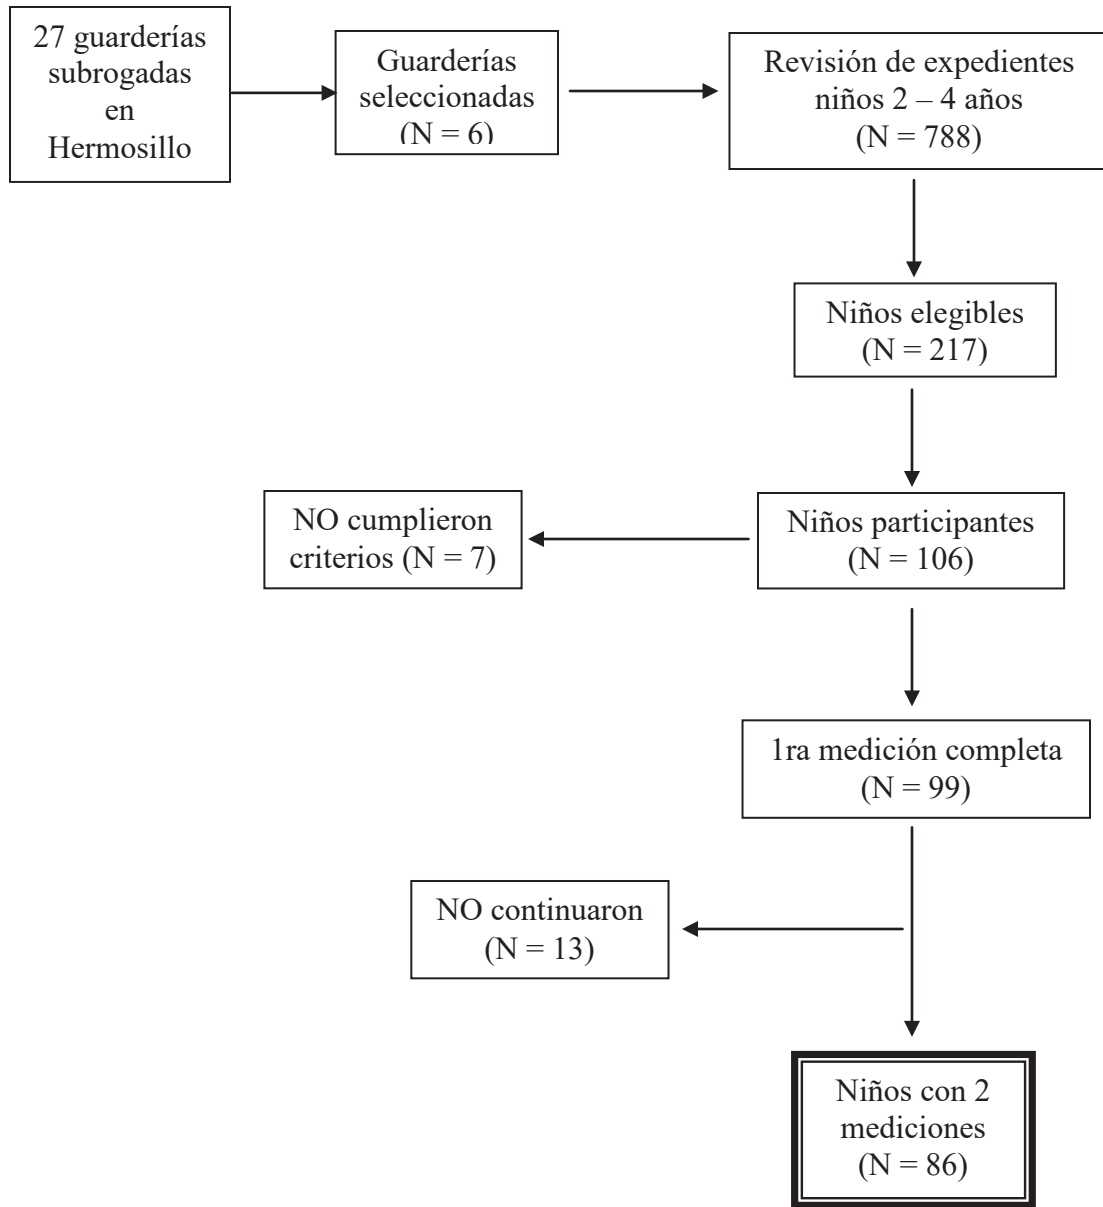 27 guarderías
subrogadas
en
Hermosillo
Guarderías
seleccionadas
(N = 6)
Revisión de expedientes
niños 2 – 4 años
(N = 788)
Niños elegibles
(N = 217)
Niños participantes
(N = 106)
NO cumplieron
criterios (N = 7)
1ra medición completa
(N = 99)
NO continuaron
(N = 13)
Niños con 2
mediciones
(N = 86)